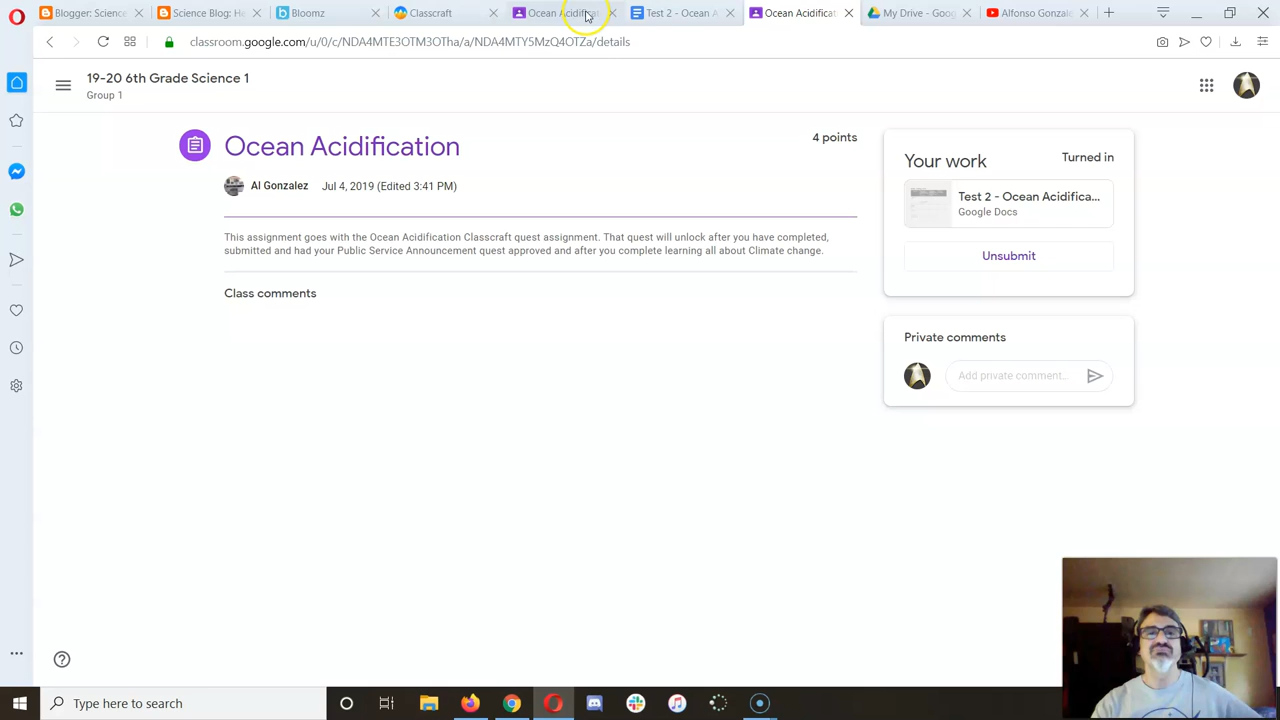 Blogger: Science
Science Blog: He
Bloomz
Classcraft
Ocean Acidificat
Test 2 - Ocean A
Ocean Acidificati
My Drive - Goog
Alfonso Gonzalo
classroom.google.com/u/0/c/NDA4MTE3OTM3OTha/a/NDA4MTY5MzQ4OTZa/details
19-20 6th Grade Science 1
Group 1
Ocean Acidification
4 points
Al Gonzalez Jul 4, 2019 (Edited 3:41 PM)
This assignment goes with the Ocean Acidification Classcraft quest assignment. That quest will unlock after you have completed,
submitted and had your Public Service Announcement quest approved and after you complete learning all about Climate change.
Class comments
Your work
Turned in
Test 2 - Ocean Acidifica...
Google Docs
Unsubmit
Private comments
Add private comment...
Type here to search